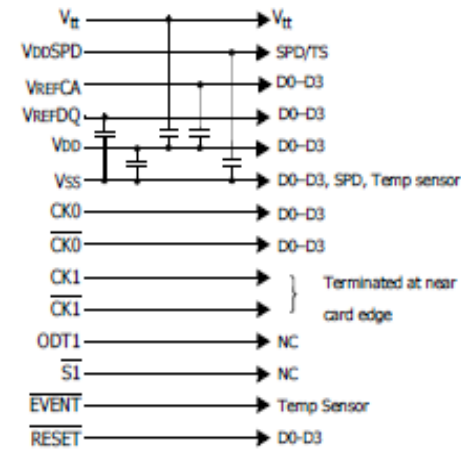 Vtt Vtt
VDDSPD SPD/TS
VREFCA D0–D3
VREFDQ D0–D3
VDD D0–D3
VSS D0–D3, SPD, Temp sensor
CK0 D0–D3
CK0 D0–D3
CK1 Terminated at near
CK1 card edge
ODT1 NC
S1 NC
EVENT Temp Sensor
RESET D0-D3